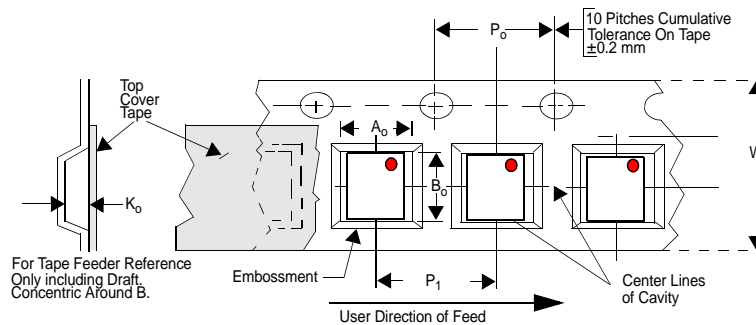 10 Pitches Cumulative
Tolerance On Tape
±0.2 mm
Po
Top
Cover
Tape
Ao
W
Bo
Ko
For Tape Feeder Reference
Only including Draft.
Concentric Around B.
Embossment
P1
Center Lines
of Cavity
User Direction of Feed